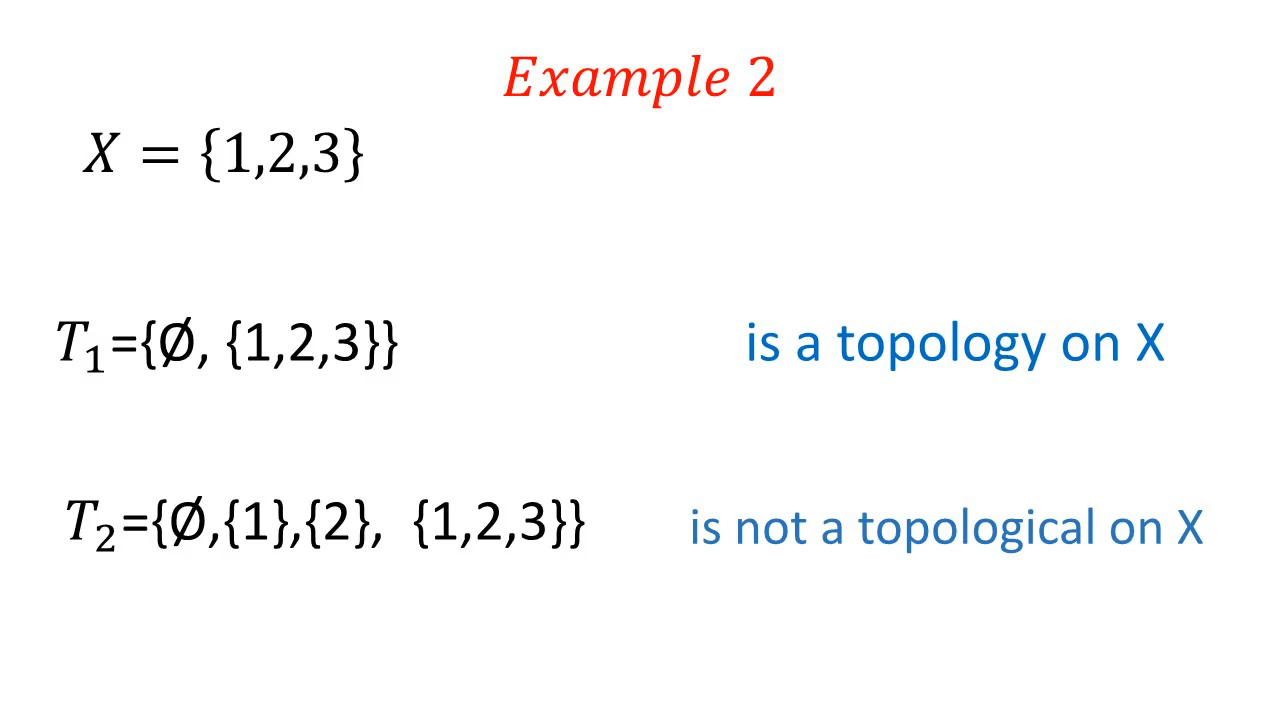 Example 2
X = {1,2,3}
T₁={Ø, {1,2,3}} is a topology on X
T₂={Ø,{1},{2}, {1,2,3}} is not a topological on X